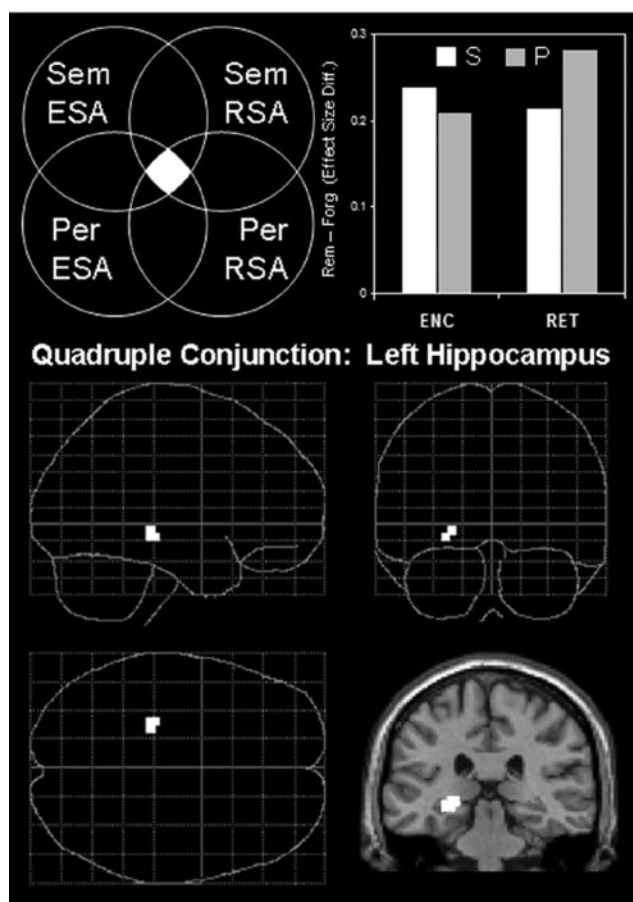 Sem
ESA
Sem
RSA
Per
ESA
Per
RSA
Rem – Forg (Effect Size Diff.)
0.3
0.2
0.1
0
S P
ENC RET
Quadruple Conjunction: Left Hippocampus